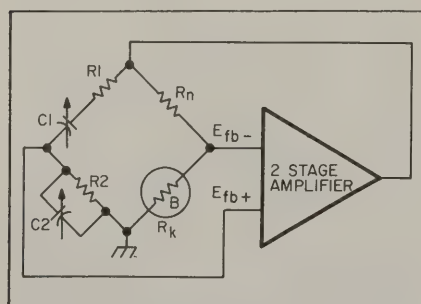 R1
Rn
C1
Efb-
2 STAGE
AMPLIFIER
R2
B
Efb+
C2
Rk